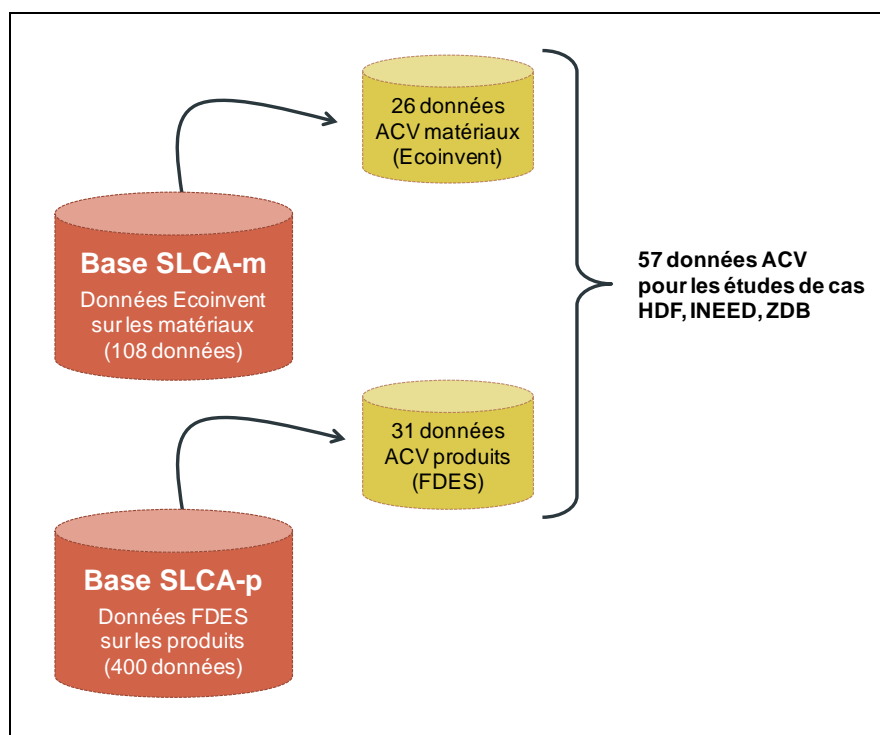 26 données
ACV matériaux
(Ecoinvent)
Base SLCA-m
Données Ecoinvent
sur les matériaux
(108 données)
57 données ACV
pour les études de cas
HDF, INEED, ZDB
31 données
ACV produits
(FDES)
Base SLCA-p
Données FDES
sur les produits
(400 données)